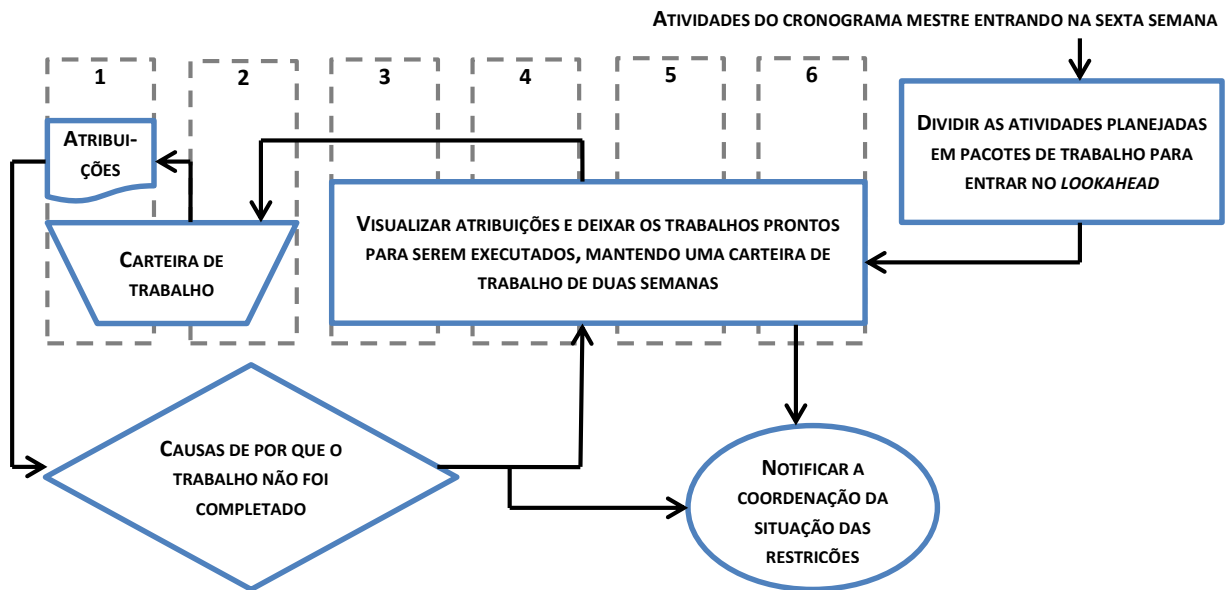 ATIVIDADES DO CRONOGRAMA MESTRE ENTRANDO NA SEXTA SEMANA
1
2
3
4
5
6
DIVIDIR AS ATIVIDADES PLANEJADAS
EM PACOTES DE TRABALHO PARA
ENTRAR NO LOOKAHEAD
ATRIBUI-
ÇÕES
VISUALIZAR ATRIBUIÇÕES E DEIXAR OS TRABALHOS PRONTOS
PARA SEREM EXECUTADOS, MANTENDO UMA CARTEIRA DE
TRABALHO DE DUAS SEMANAS
CARTEIRA DE
TRABALHO
CAUSAS DE POR QUE O
TRABALHO NÃO FOI
COMPLETADO
NOTIFICAR A
COORDENAÇÃO DA
SITUAÇÃO DAS
RESTRICÕES